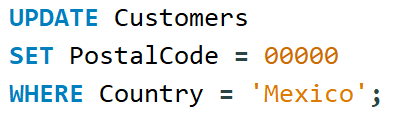 UPDATE Customers
SET PostalCode = 00000
WHERE Country = 'Mexico';